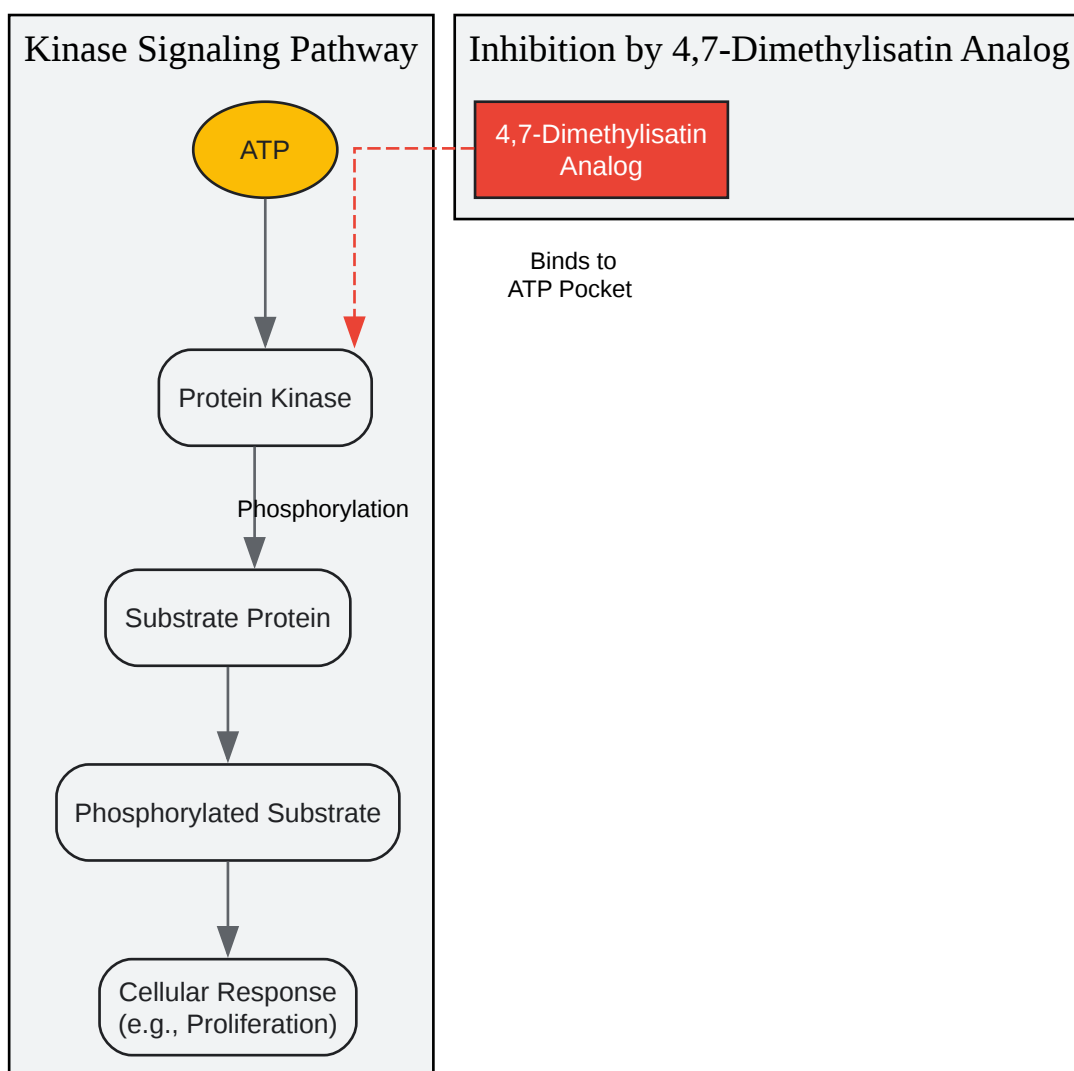 Kinase Signaling Pathway
ATP
Protein Kinase
Phosphorylation
Substrate Protein
Phosphorylated Substrate
Cellular Response
(e.g., Proliferation)
Inhibition by 4,7-Dimethylisatin Analog
4,7-Dimethylisatin
Analog
Binds to
ATP Pocket